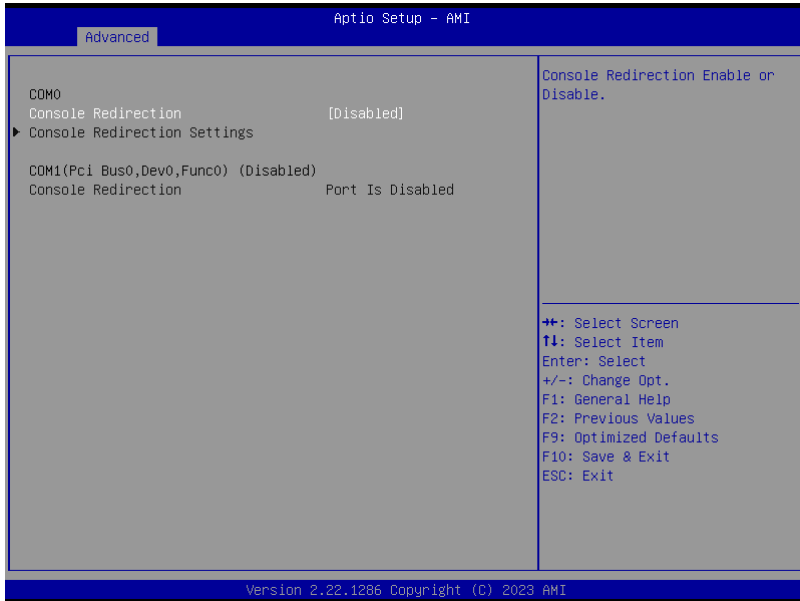 Aptio Setup - AMI
Advanced
COM0
Console Redirection [Disabled]
Console Redirection Settings
COM1(Pci Bus0,Dev0,Func0) (Disabled)
Console Redirection Port Is Disabled
Console Redirection Enable or
Disable.
→←: Select Screen
↑↓: Select Item
Enter: Select
+/-: Change Opt.
F1: General Help
F2: Previous Values
F9: Optimized Defaults
F10: Save & Exit
ESC: Exit
Version 2.22.1286 Copyright (C) 2023 AMI